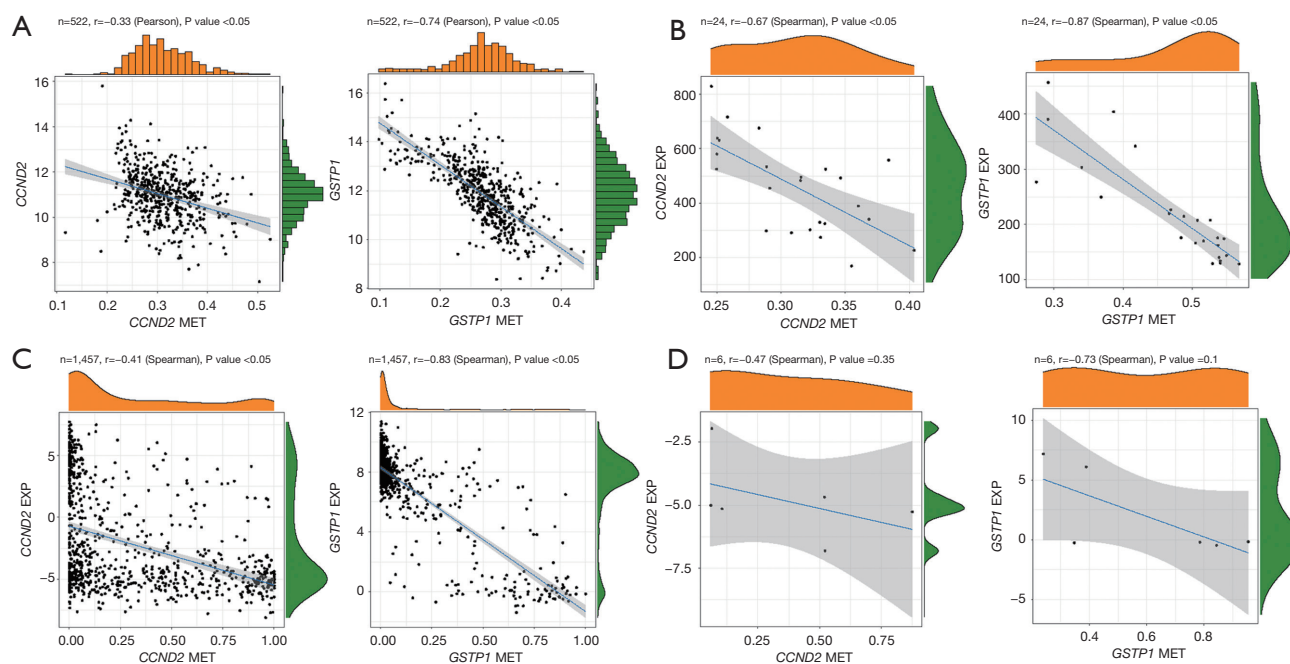 A
n=522, r=−0.33 (Pearson), P value <0.05
16
14
12
10
8
CCND2
0.1
0.2
0.3
0.4
0.5
CCND2 MET
n=522, r=−0.74 (Pearson), P value <0.05
16
14
12
10
8
GSTP1
0.1
0.2
0.3
0.4
GSTP1 MET
B
n=24, r=−0.67 (Spearman), P value <0.05
800
600
400
200
CCND2 EXP
0.25
0.30
0.35
0.40
CCND2 MET
n=24, r=−0.87 (Spearman), P value <0.05
400
300
200
100
GSTP1 EXP
0.3
0.4
0.5
GSTP1 MET
C
n=1,457, r=−0.41 (Spearman), P value <0.05
5
0
−5
CCND2 EXP
0.00
0.25
0.50
0.75
1.00
CCND2 MET
n=1,457, r=−0.83 (Spearman), P value <0.05
12
8
4
0
GSTP1 EXP
0.00
0.25
0.50
0.75
1.00
GSTP1 MET
D
n=6, r=−0.47 (Spearman), P value =0.35
−2.5
−5.0
−7.5
CCND2 EXP
0.25
0.50
0.75
CCND2 MET
n=6, r=−0.73 (Spearman), P value =0.1
10
5
0
−5
GSTP1 EXP
0.4
0.6
0.8
GSTP1 MET